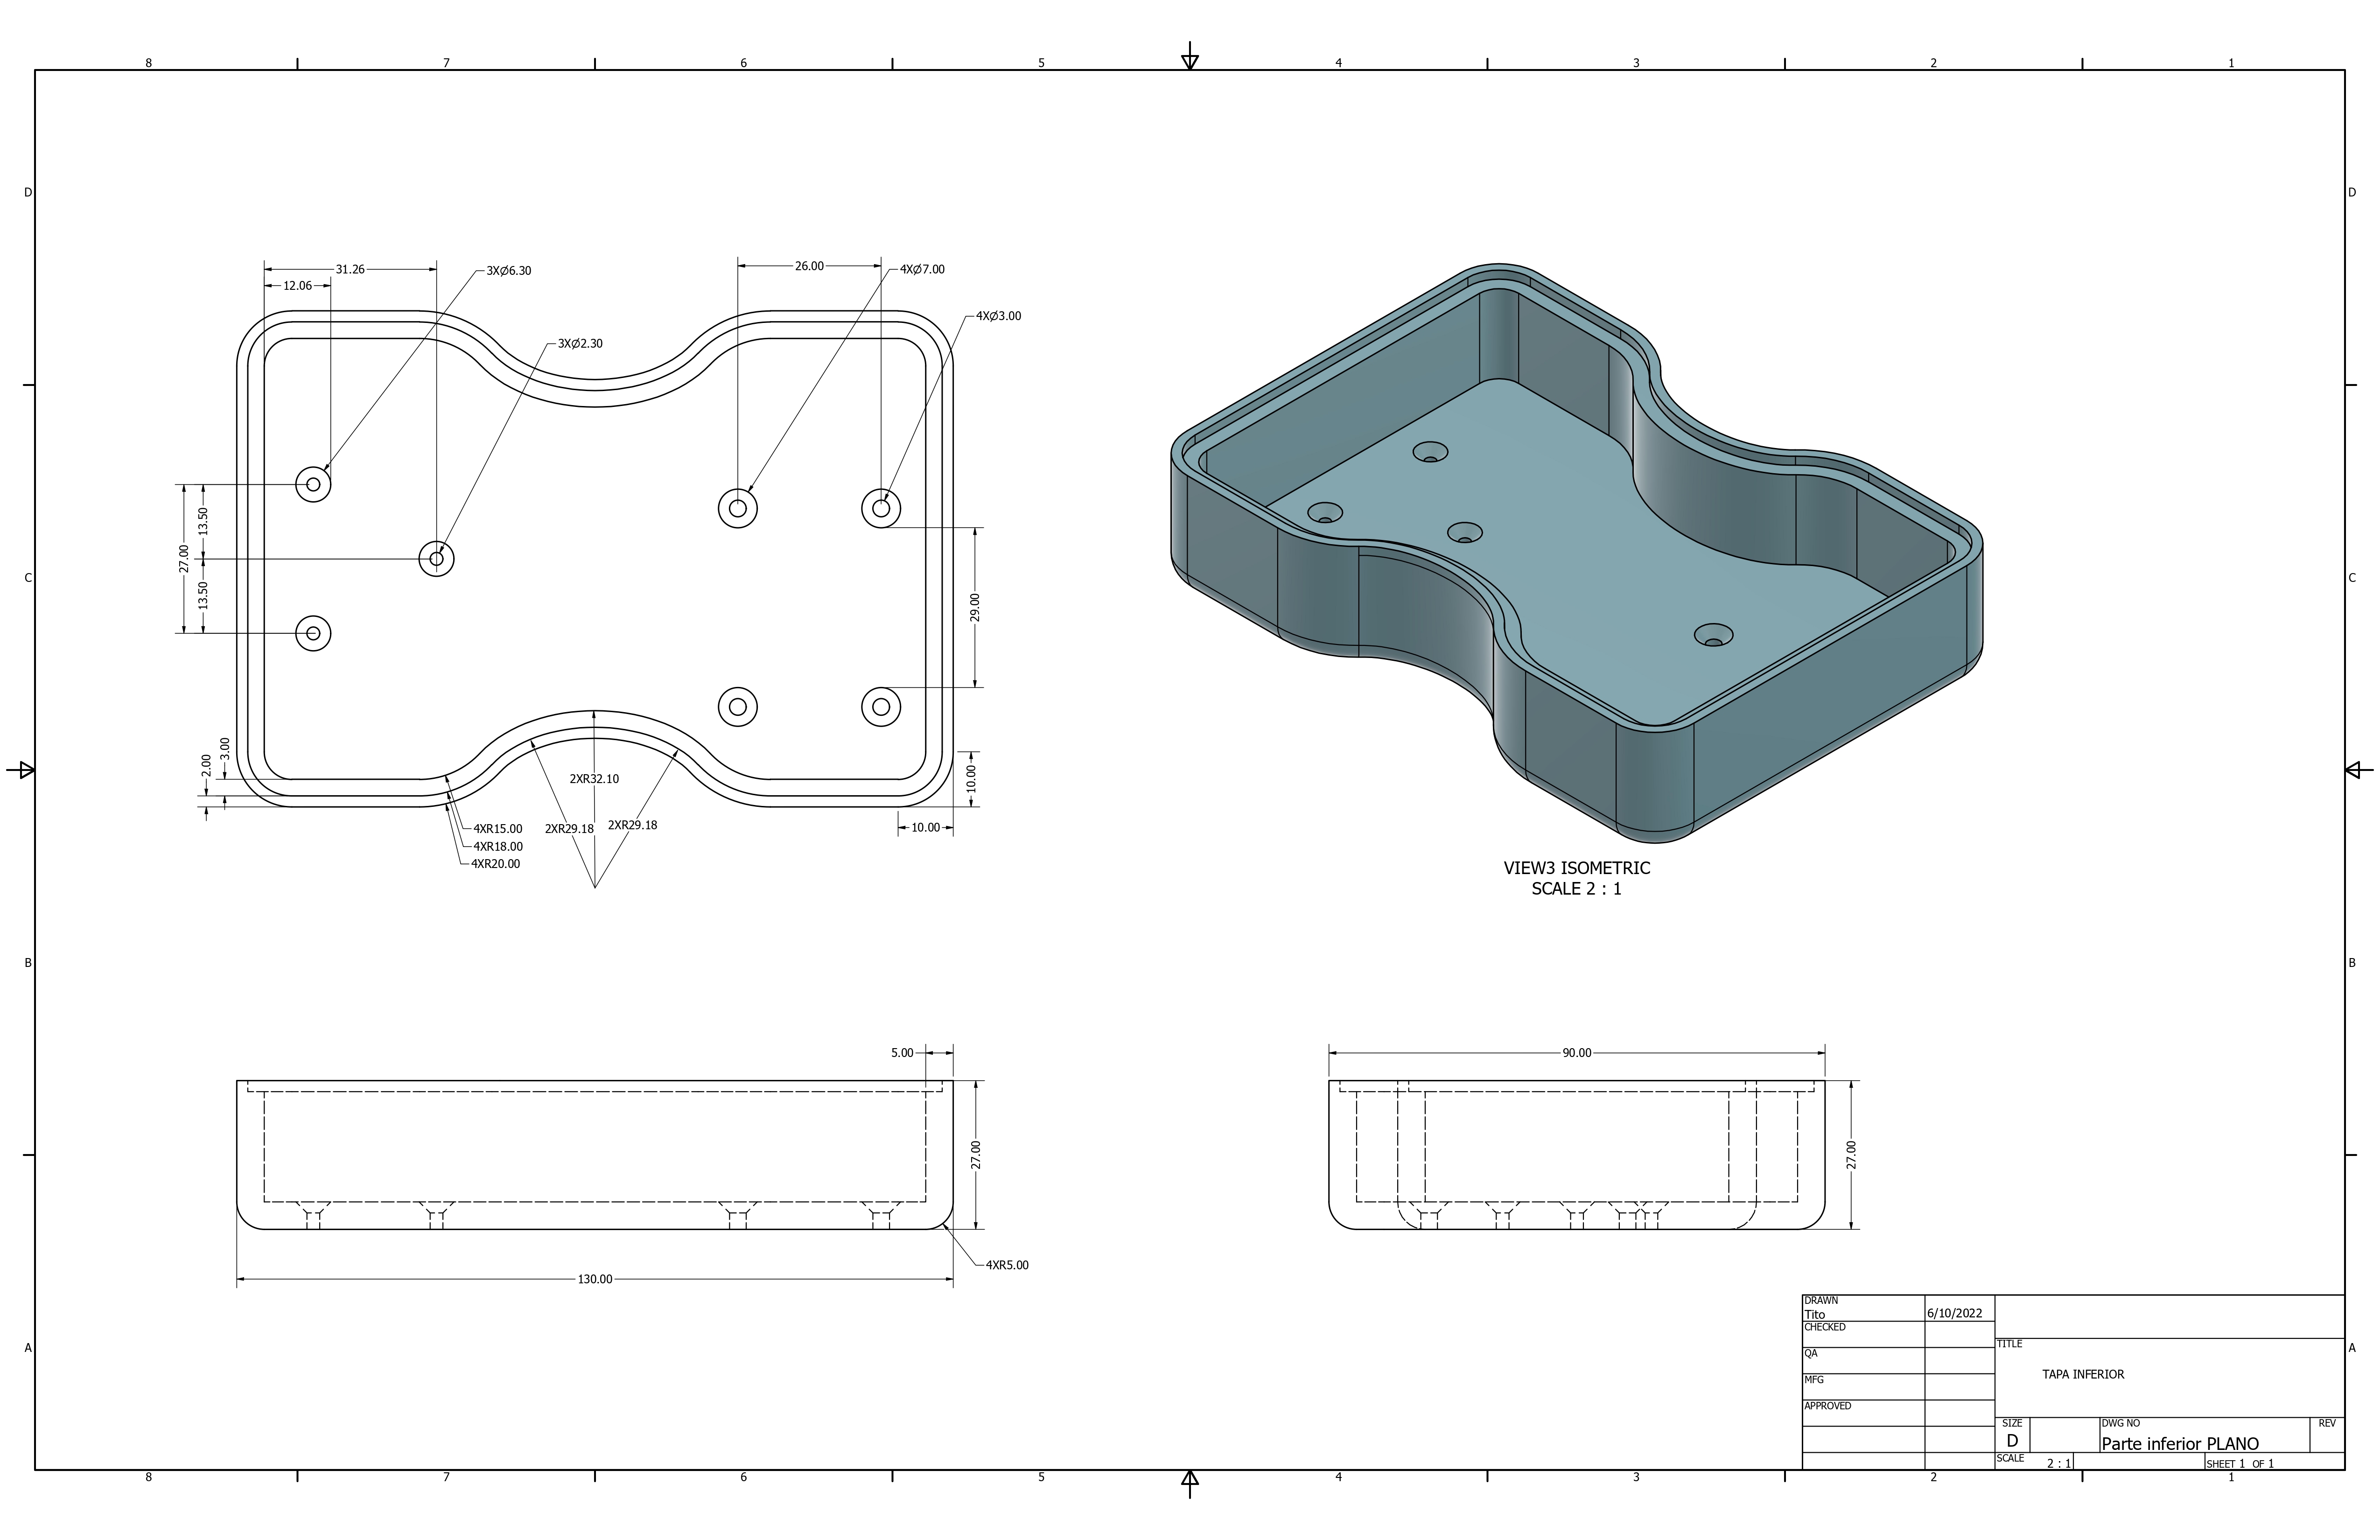 8 7 6 5 4 3 2 1
D D
31.26
3XØ6.30
26.00
4XØ7.00
12.06
4XØ3.00
3XØ2.30
13.50
27.00
13.50
C C
29.00
3.00
2.00
2XR32.10
10.00
4XR15.00
2XR29.18
2XR29.18
10.00
4XR18.00
4XR20.00
VIEW3 ISOMETRIC
SCALE 2 : 1
B B
5.00
90.00
27.00
27.00
4XR5.00
130.00
DRAWN
Tito
6/10/2022
CHECKED
QA
MFG
APPROVED
TITLE
TAPA INFERIOR
SIZE
D
DWG NO
Parte inferior PLANO
REV
SCALE
2 : 1
SHEET 1 OF 1
A A
8 7 6 5 4 3 2 1